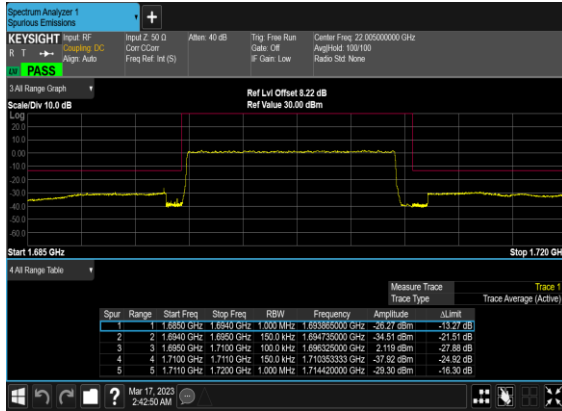 Spectrum Analyzer 1
Spurious Emissions
+
KEYSIGHT Input: RF Input Z: 50 Ω Atten: 40 dB Trig: Free Run Center Freq: 22.005000000 GHz
R T Coupling: DC Corr CCorr Gate: Off Avg|Hold: 100/100
Align: Auto Freq Ref: Int (S) IF Gain: Low Radio Std: None
LW PASS
3 All Range Graph
Ref Lvl Offset 8.22 dB
Scale/Div 10.0 dB Ref Value 30.00 dBm
Log
20.0
10.0
0.00
-10.0
-20.0
-30.0
-40.0
-50.0
-60.0
Start 1.685 GHz Stop 1.720 GH
4 All Range Table
Measure Trace Trace 1
Trace Type Trace Average (Active)
Spur Range Start Freq Stop Freq RBW Frequency Amplitude ΔLimit
1 1 1.6850 GHz 1.6940 GHz 1.000 MHz 1.693865000 GHz -26.27 dBm -13.27 dB
2 2 1.6940 GHz 1.6950 GHz 150.0 kHz 1.694735000 GHz -34.51 dBm -21.51 dB
3 3 1.6950 GHz 1.7100 GHz 100.0 kHz 1.696325000 GHz 2.119 dBm -27.88 dB
4 4 1.7100 GHz 1.7110 GHz 150.0 kHz 1.710353333 GHz -37.92 dBm -24.92 dB
5 5 1.7110 GHz 1.7200 GHz 1.000 MHz 1.714420000 GHz -29.30 dBm -16.30 dB
? Mar 17, 2023
2:42:50 AM